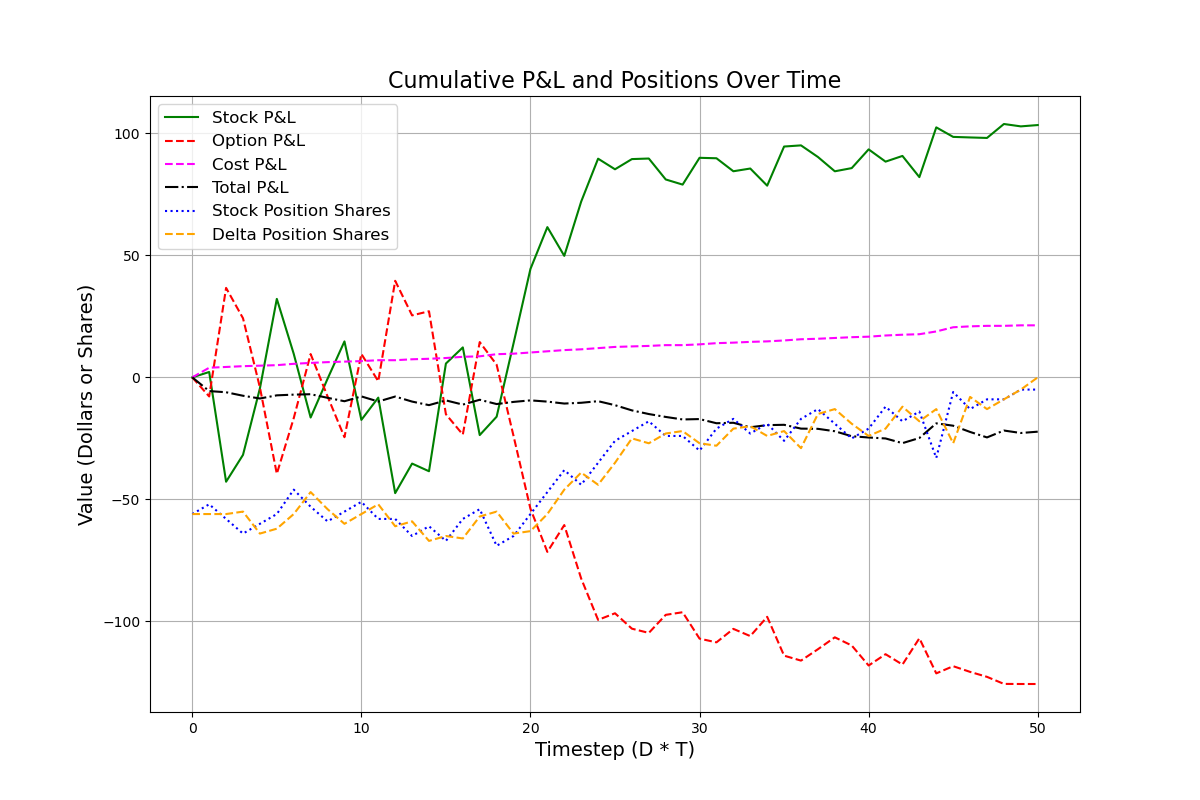 Cumulative P&L and Positions Over Time
Stock P&L
Option P&L
Cost P&L
Total P&L
Stock Position Shares
Delta Position Shares
Value (Dollars or Shares)
100
50
0
−50
−100
0 10 20 30 40 50
Timestep (D * T)